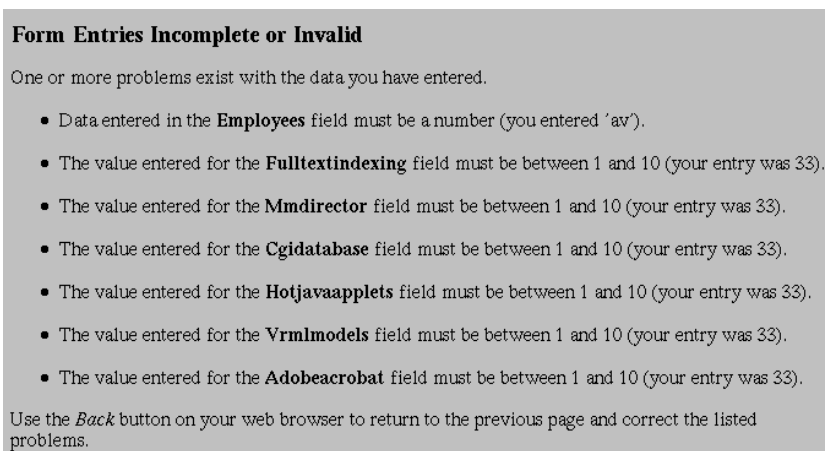 Form Entries Incomplete or Invalid
One or more problems exist with the data you have entered.
• Data entered in the Employees field must be a number (you entered 'av').
• The value entered for the Fulltextindexing field must be between 1 and 10 (your entry was 33).
• The value entered for the Mmdirector field must be between 1 and 10 (your entry was 33).
• The value entered for the Cgidatabase field must be between 1 and 10 (your entry was 33).
• The value entered for the Hotjavaapplets field must be between 1 and 10 (your entry was 33).
• The value entered for the Vrmlmodels field must be between 1 and 10 (your entry was 33).
• The value entered for the Adobeacrobat field must be between 1 and 10 (your entry was 33).
Use the Back button on your web browser to return to the previous page and correct the listed
problems.